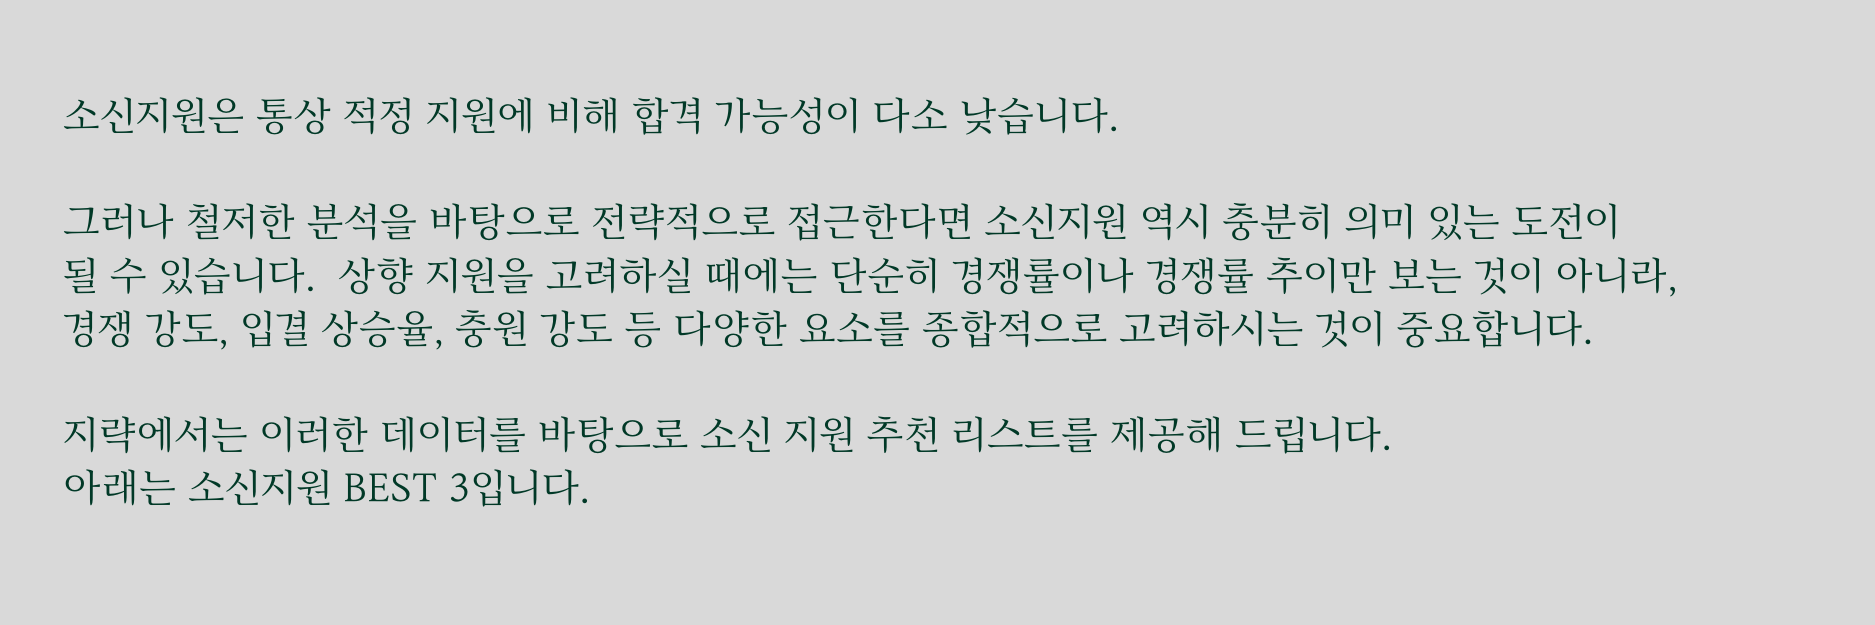 소신지원은 통상 적정 지원에 비해 합격 가능성이 다소 낮습니다.
그러나 철저한 분석을 바탕으로 전략적으로 접근한다면 소신지원 역시 충분히 의미 있는 도전이
될 수 있습니다.  상향 지원을 고려하실 때에는 단순히 경쟁률이나 경쟁률 추이만 보는 것이 아니라,
경쟁 강도, 입결 상승율, 충원 강도 등 다양한 요소를 종합적으로 고려하시는 것이 중요합니다.
지략에서는 이러한 데이터를 바탕으로 소신 지원 추천 리스트를 제공해 드립니다.
아래는 소신지원 BEST 3입니다.